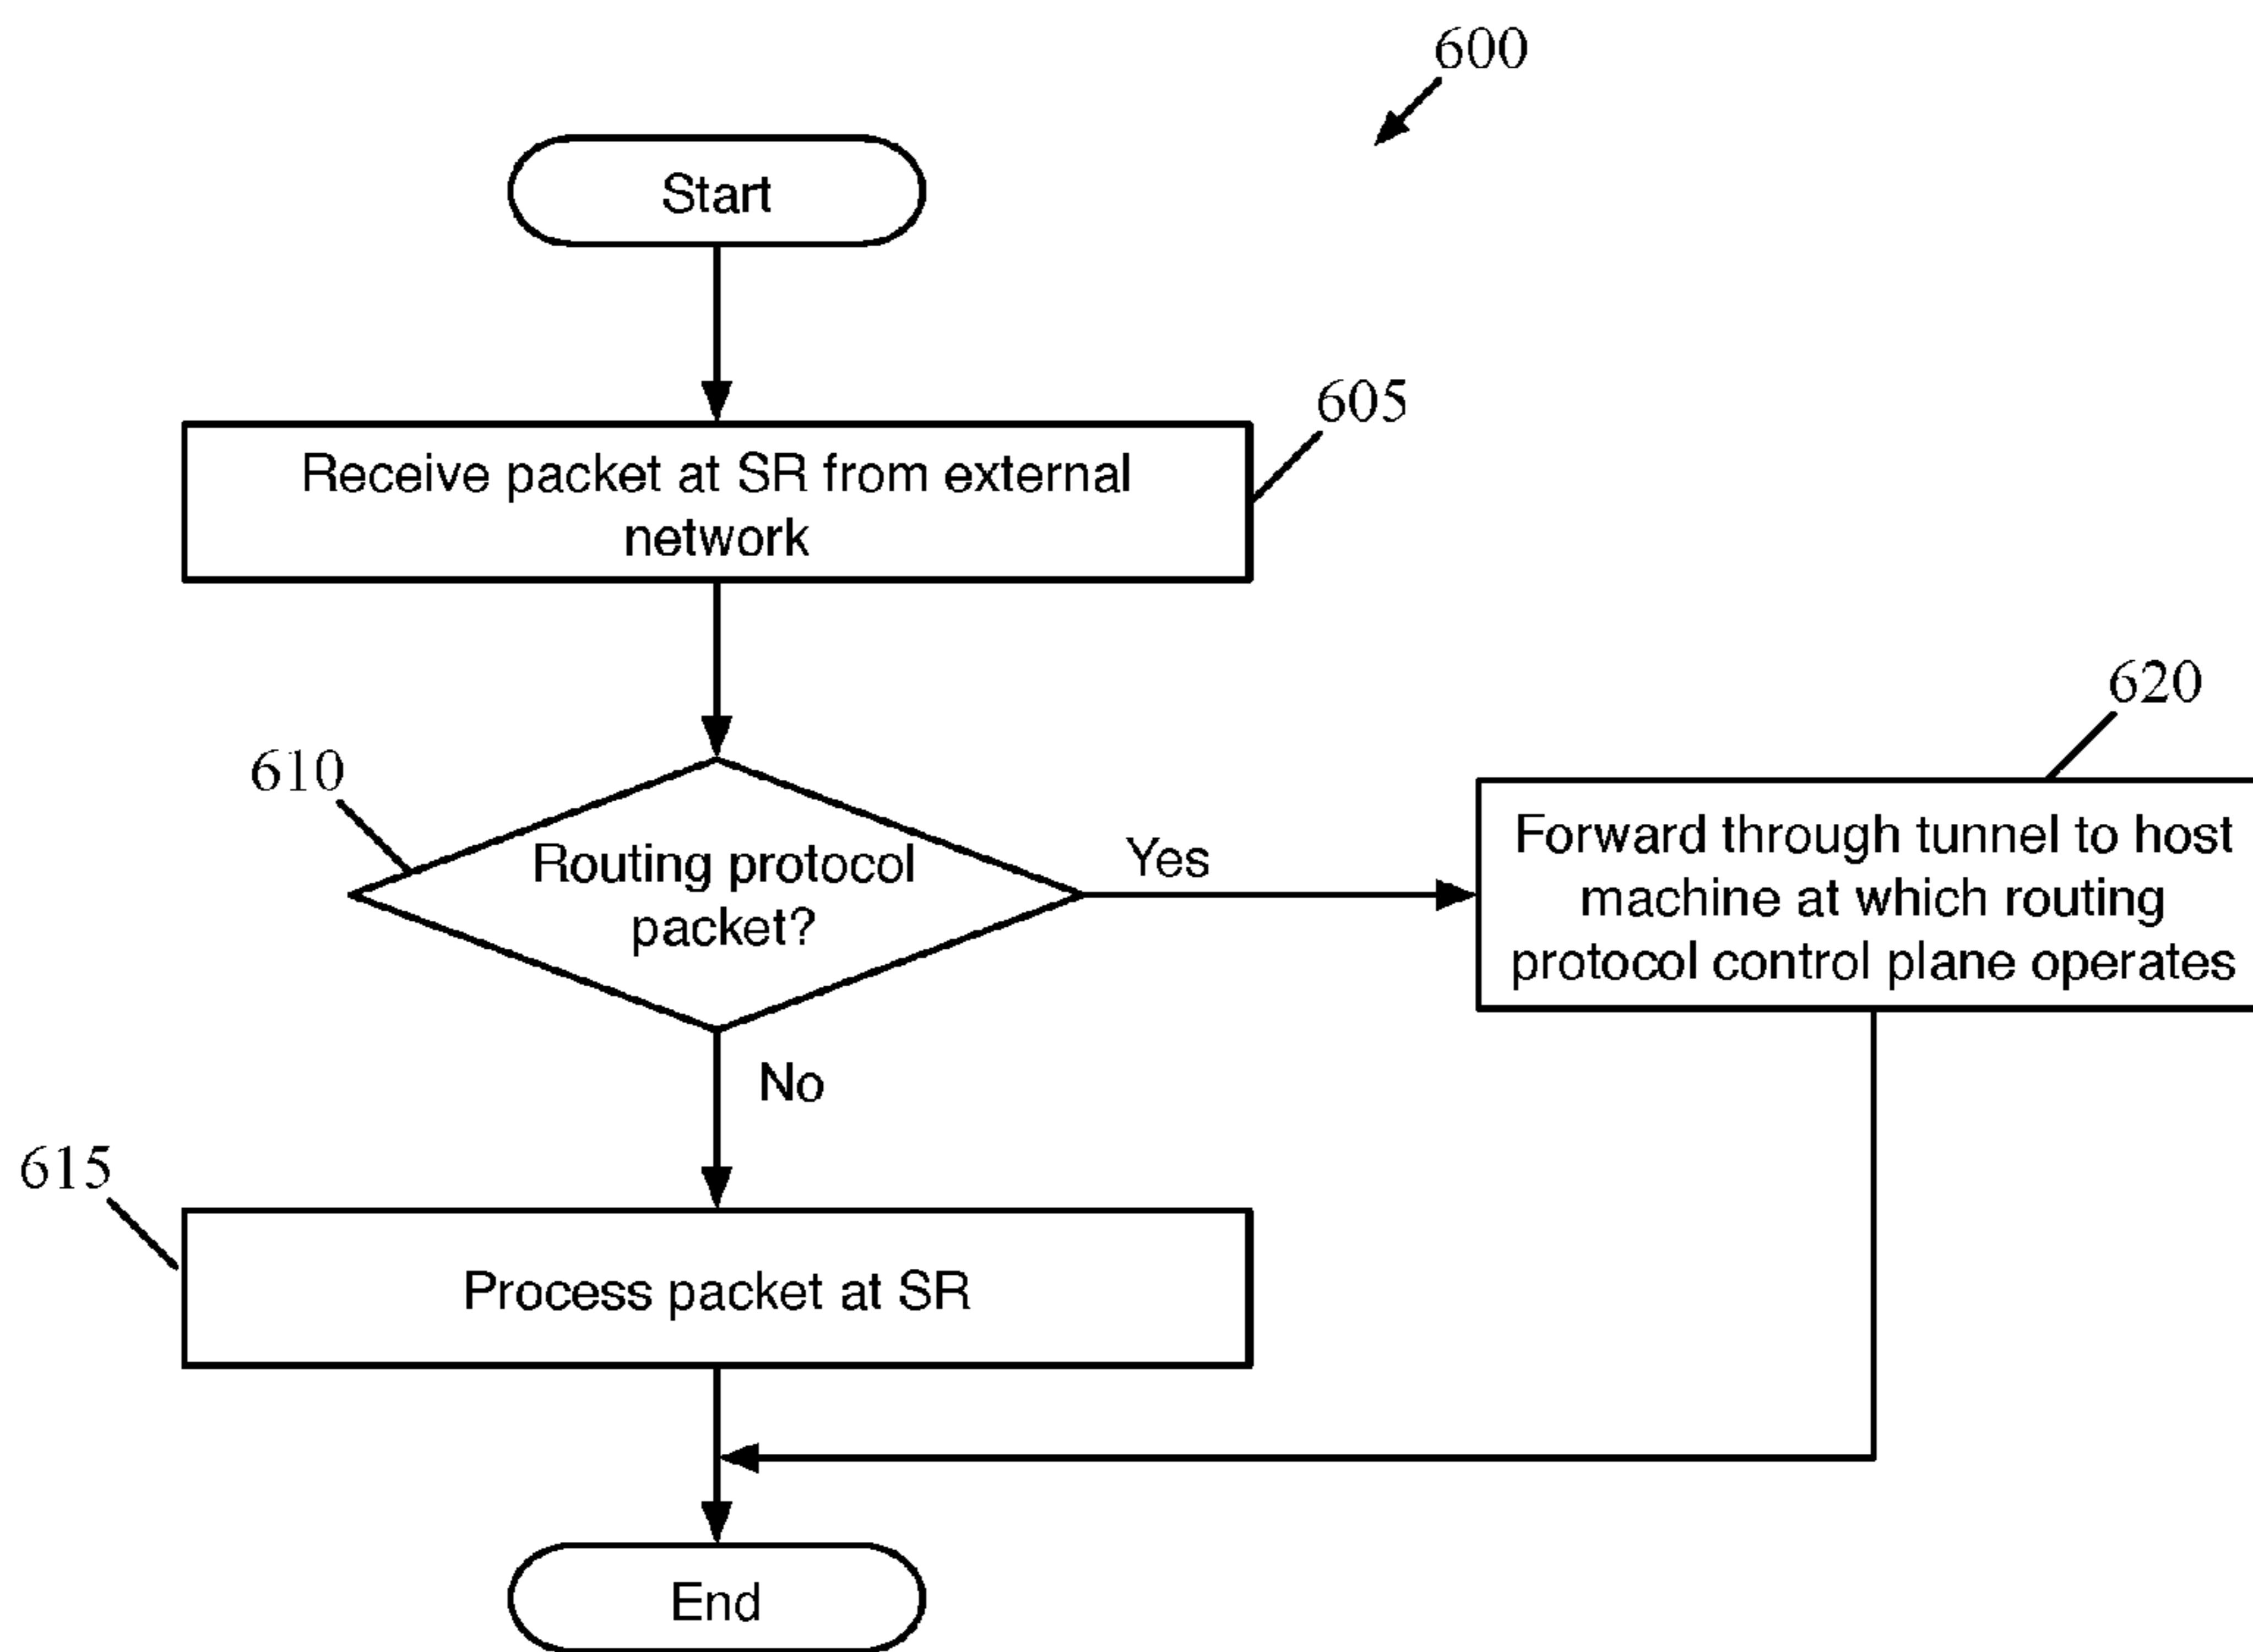 600
Start
605
Receive packet at SR from external
network
620
610
Routing protocol
packet?
Yes
Forward through tunnel to host
machine at which routing
protocol control plane operates
No
615
Process packet at SR
End